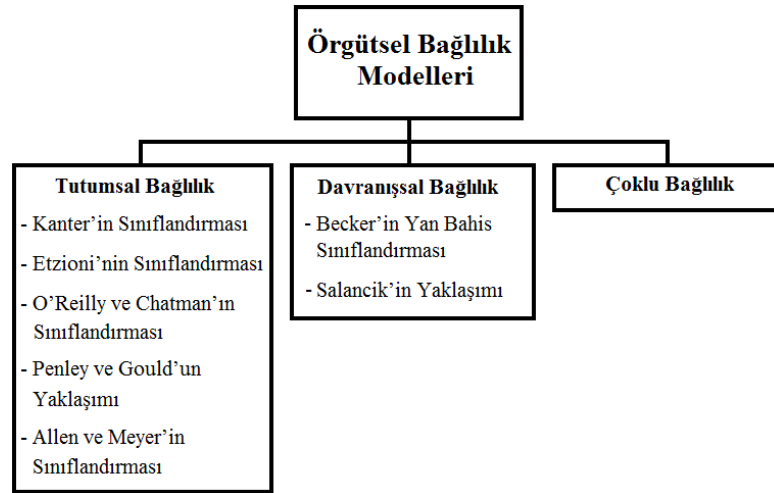 Örgütsel Bağlılık
Modelleri
Tutumsal Bağlılık
- Kanter’in Sınıflandırması
- Etzioni’nin Sınıflandırması
- O’Reilly ve Chatman’ın
Sınıflandırması
- Penley ve Gould’un
Yaklaşımı
- Allen ve Meyer’in
Sınıflandırması
Davranışsal Bağlılık
- Becker’in Yan Bahis
Sınıflandırması
- Salancik’in Yaklaşımı
Çoklu Bağlılık